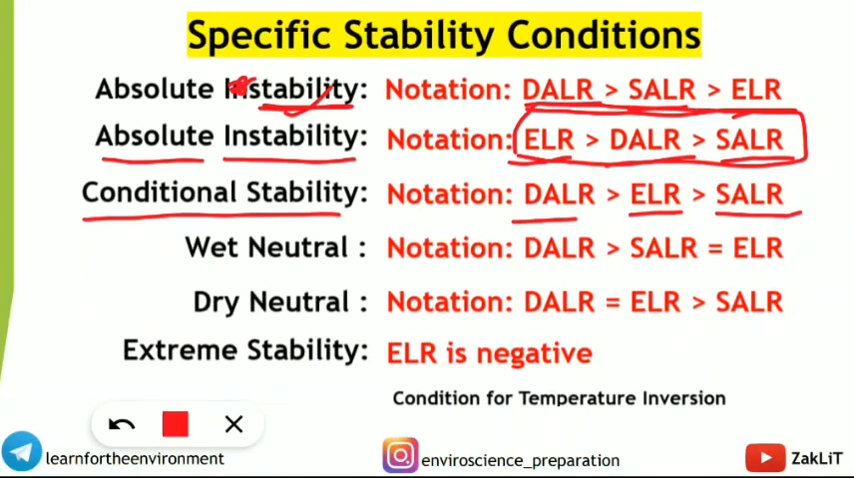 Specific Stability Conditions
Absolute Instability: Notation: DALR > SALR > ELR
Absolute Instability: Notation: ELR > DALR > SALR
Conditional Stability: Notation: DALR > ELR > SALR
Wet Neutral : Notation: DALR > SALR = ELR
Dry Neutral : Notation: DALR = ELR > SALR
Extreme Stability: ELR is negative
Condition for Temperature Inversion
learnfortheenvironment enviroscience_preparation ZakLiT